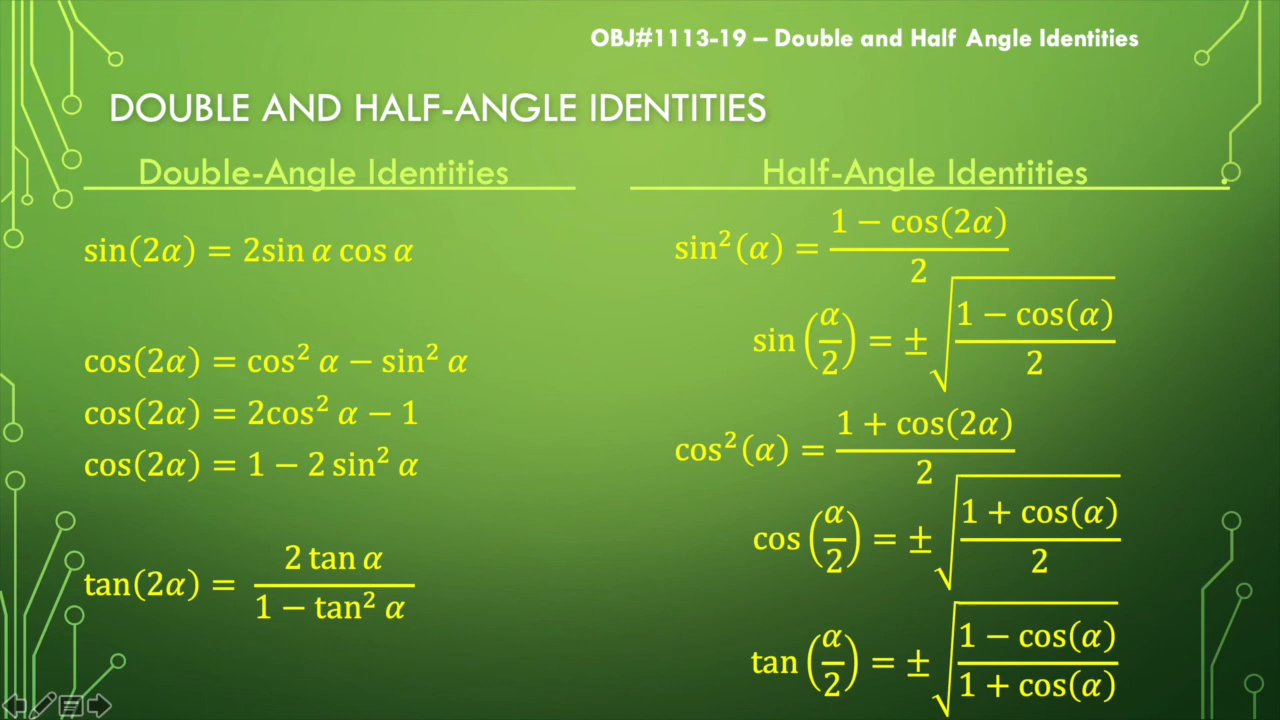 OBJ#1113-19 – Double and Half Angle Identities
DOUBLE AND HALF-ANGLE IDENTITIES
Double-Angle Identities
sin(2α) = 2sin α cos α
cos(2α) = cos² α − sin² α
cos(2α) = 2cos² α − 1
cos(2α) = 1 − 2 sin² α
tan(2α) = 2 tan α / 1 − tan² α
Half-Angle Identities
sin²(α) = 1 − cos(2α) / 2
sin(α/2) = ±√(1 − cos(α) / 2)
cos²(α) = 1 + cos(2α) / 2
cos(α/2) = ±√(1 + cos(α) / 2)
tan(α/2) = ±√(1 − cos(α) / 1 + cos(α))